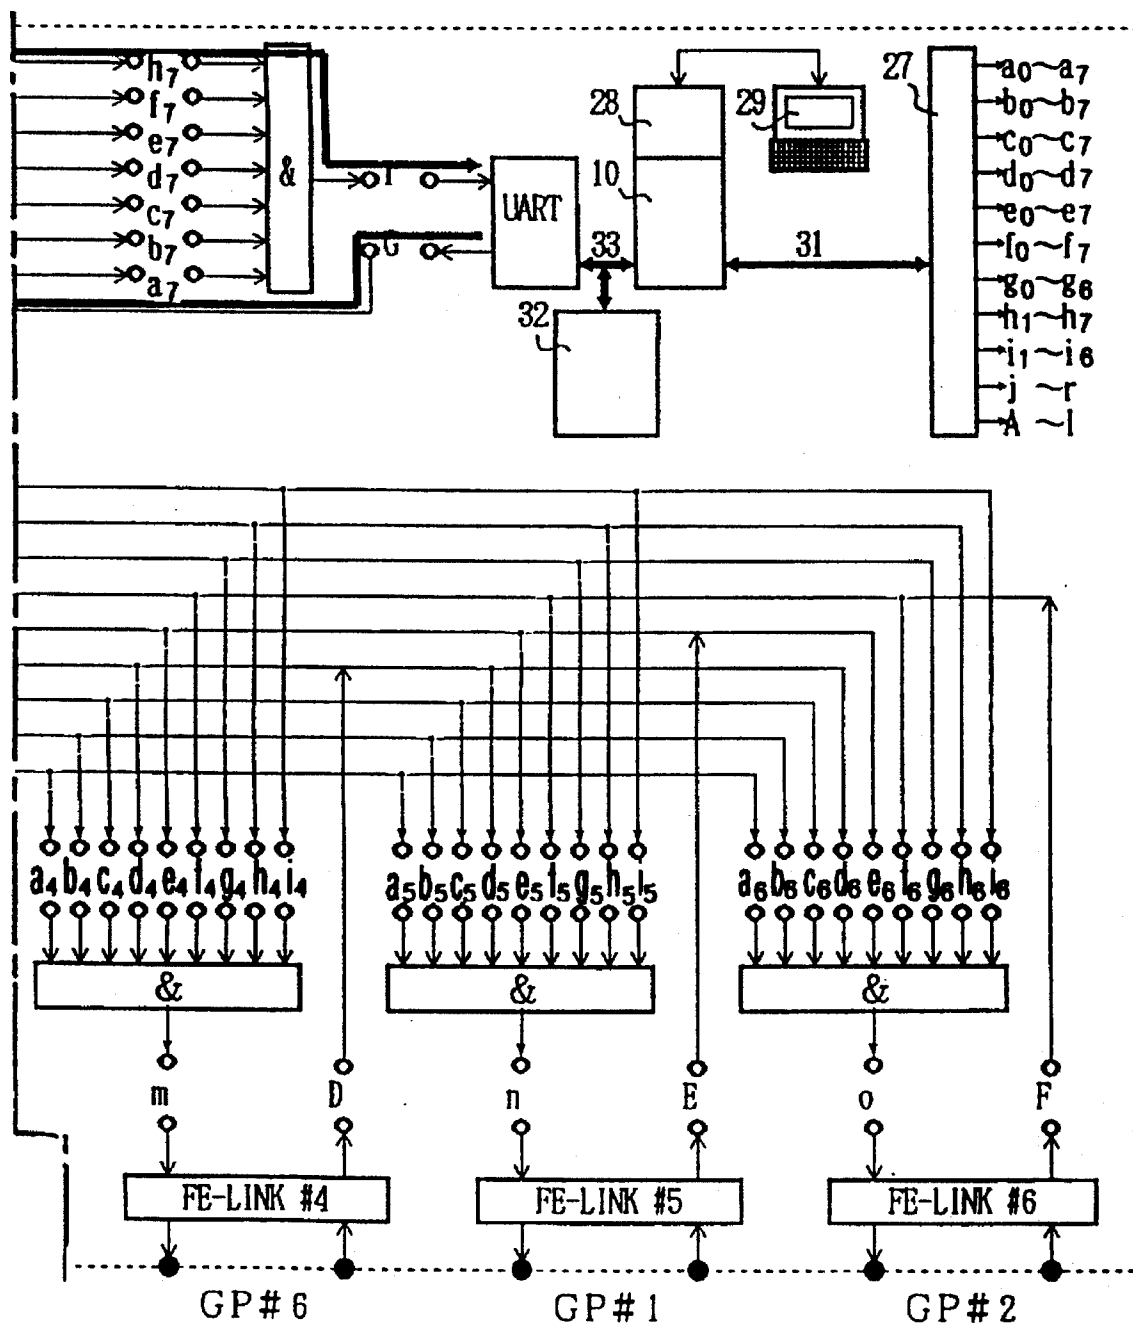 h7
f7
e7
d7
c7
b7
a7
&
T
G
UART
33
32
28
10
29
31
27
a0~a7
b0~b7
c0~c7
d0~d7
e0~e7
f0~f7
g0~g6
h1~h7
i1~i6
j~r
A~I
a4 b4 c4 d4 e4 f4 g4 h4 i4
a5 b5 c5 d5 e5 f5 g5 h5 i5
a6 b6 c6 d6 e6 f6 g6 h6 i6
& & &
m D n E o F
FE-LINK #4 FE-LINK #5 FE-LINK #6
GP#6 GP#1 GP#2